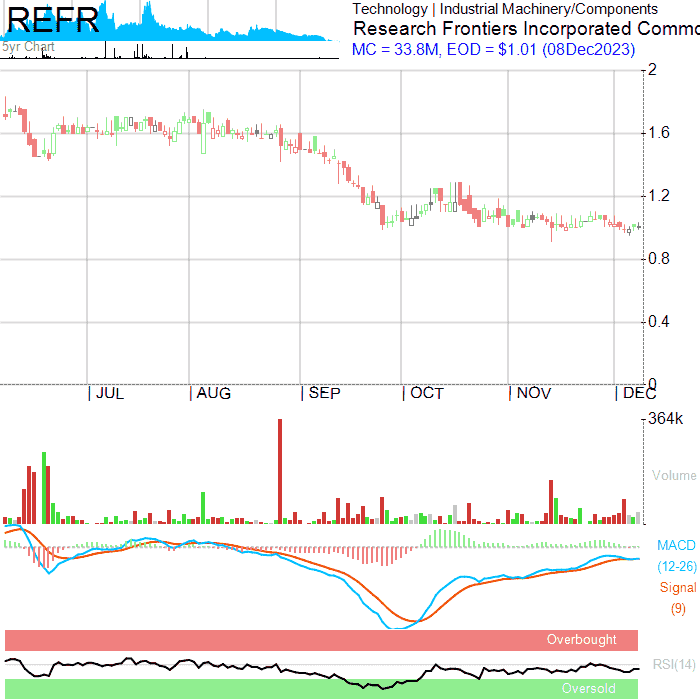 REFR
5yr Chart
Technology | Industrial Machinery/Components
Research Frontiers Incorporated Commo
MC = 33.8M, EOD = $1.01 (08Dec2023)
2
1.6
1.2
0.8
0.4
0
JUL AUG SEP OCT NOV DEC
364k
Volume
MACD
(12-26)
Signal
(9)
Overbought
RSI(14)
Oversold